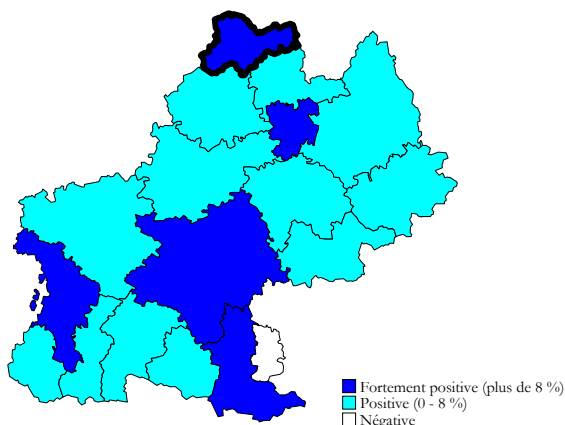 Fortement positive (plus de 8 %)
Positive (0 - 8 %)
Négative